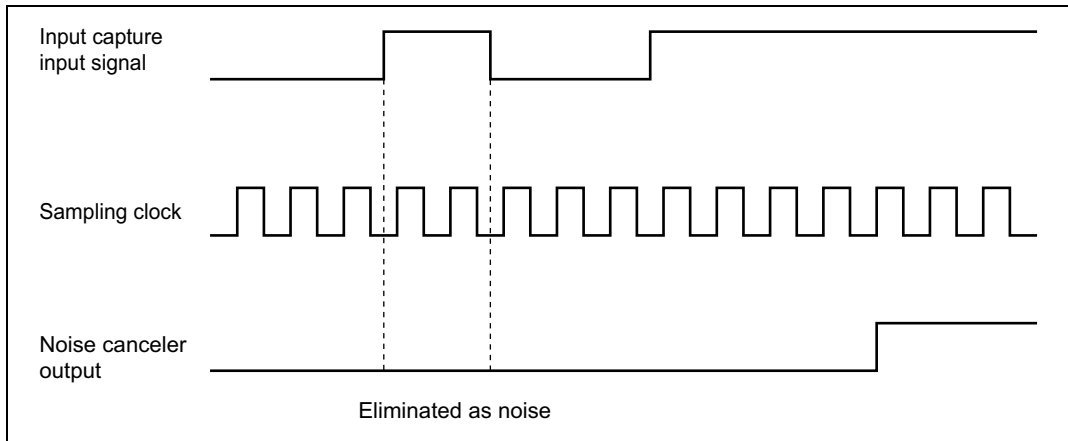 Input capture
input signal
Sampling clock
Noise canceler
output
Eliminated as noise